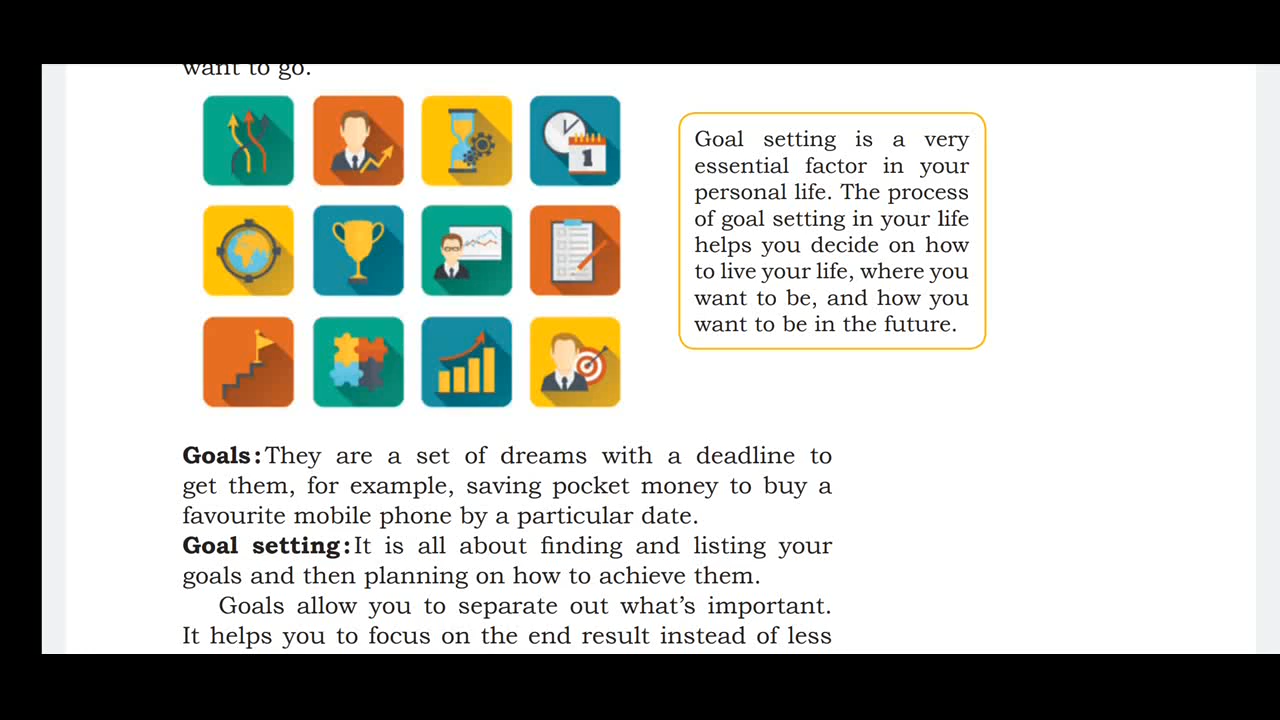 want to go.
1
Goal setting is a very
essential factor in your
personal life. The process
of goal setting in your life
helps you decide on how
to live your life, where you
want to be, and how you
want to be in the future.
Goals: They are a set of dreams with a deadline to
get them, for example, saving pocket money to buy a
favourite mobile phone by a particular date.
Goal setting: It is all about finding and listing your
goals and then planning on how to achieve them.
Goals allow you to separate out what's important.
It helps you to focus on the end result instead of less